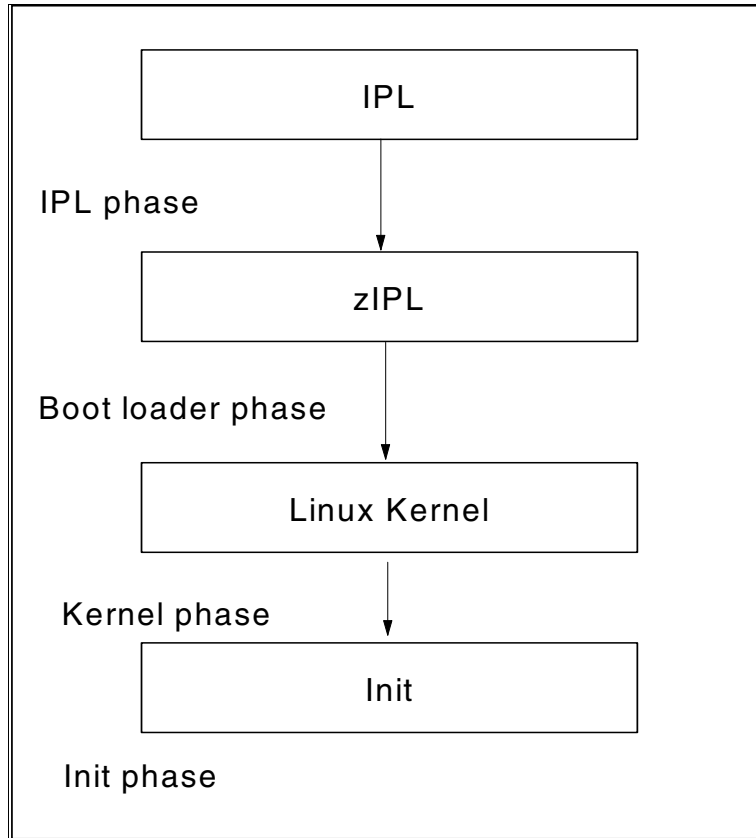 IPL
IPL phase
zIPL
Boot loader phase
Linux Kernel
Kernel phase
Init
Init phase